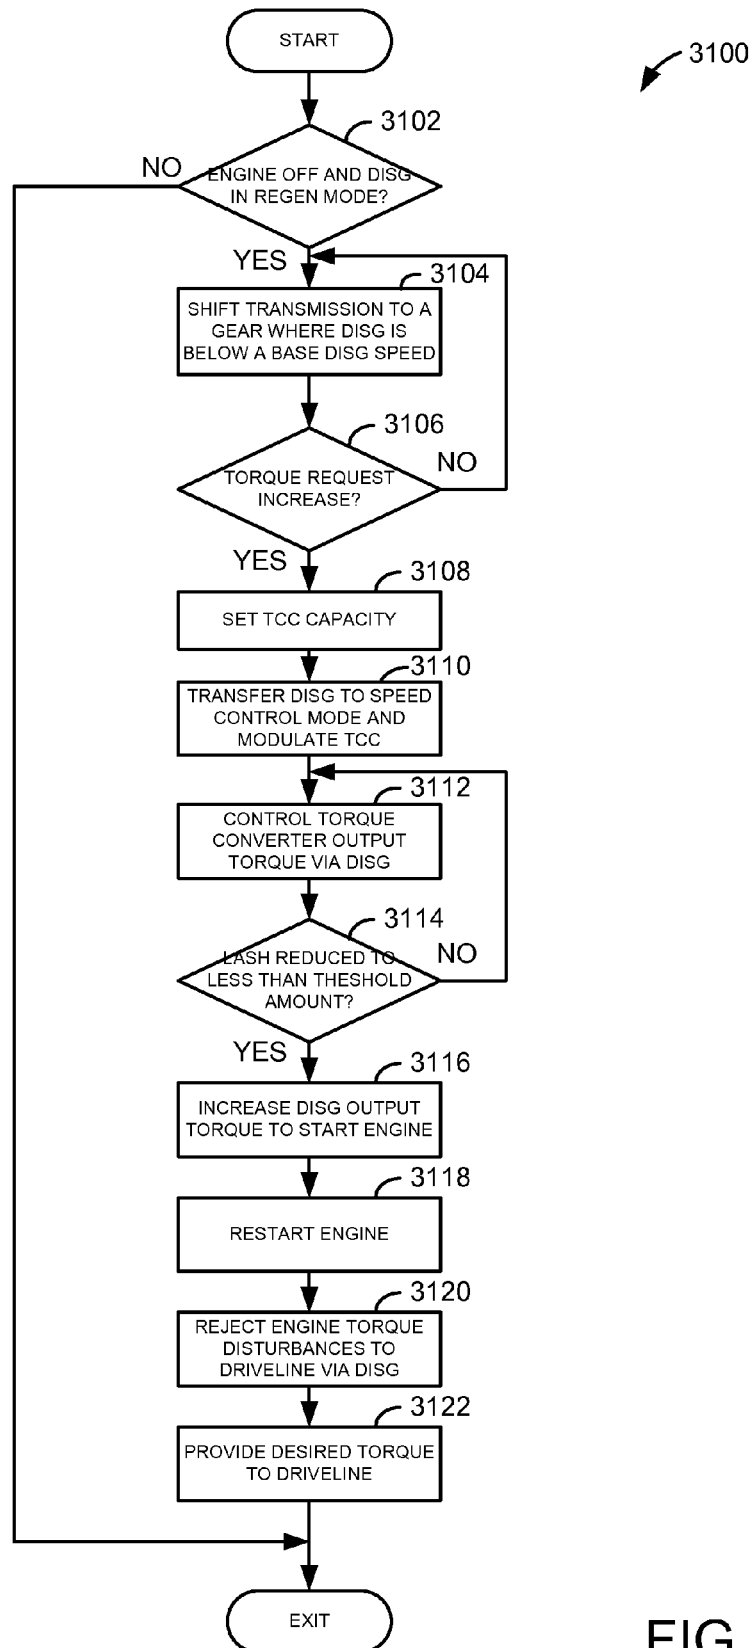 START
3100
3102
NO
ENGINE OFF AND DISG
IN REGEN MODE?
YES
3104
SHIFT TRANSMISSION TO A
GEAR WHERE DISG IS
BELOW A BASE DISG SPEED
3106
NO
TORQUE REQUEST
INCREASE?
YES
3108
SET TCC CAPACITY
3110
TRANSFER DISG TO SPEED
CONTROL MODE AND
MODULATE TCC
3112
CONTROL TORQUE
CONVERTER OUTPUT
TORQUE VIA DISG
3114
NO
LASH REDUCED TO
LESS THAN THESHOLD
AMOUNT?
YES
3116
INCREASE DISG OUTPUT
TORQUE TO START ENGINE
3118
RESTART ENGINE
3120
REJECT ENGINE TORQUE
DISTURBANCES TO
DRIVELINE VIA DISG
3122
PROVIDE DESIRED TORQUE
TO DRIVELINE
EXIT
FIG